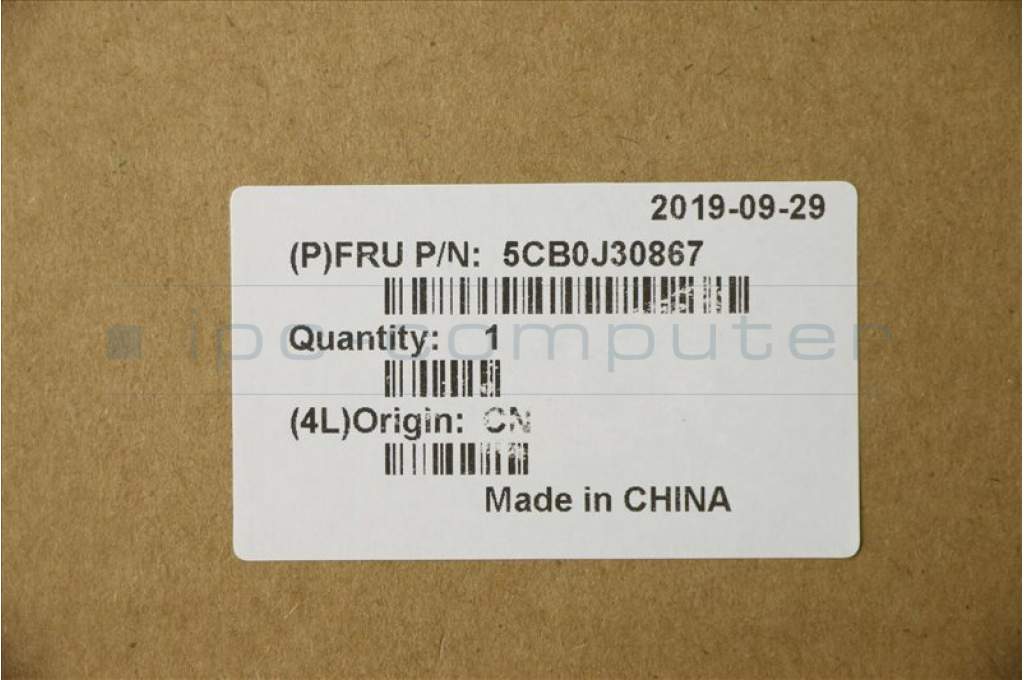 2019-09-29
(P)FRU P/N: 5CB0J30867
Quantity: 1
ipc computer
(4L)Origin: CN
Made in CHINA